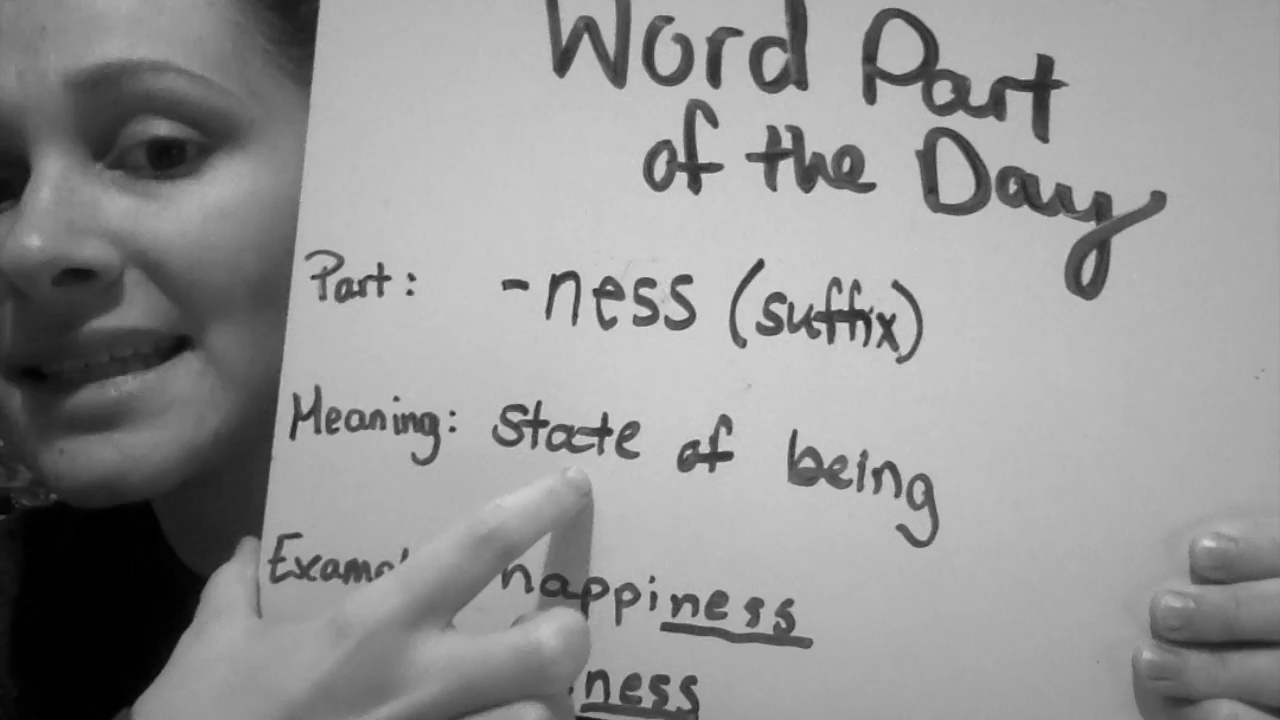 Word Part
of the Day
Part: -ness (suffix)
Meaning: state of being
happiness
ness